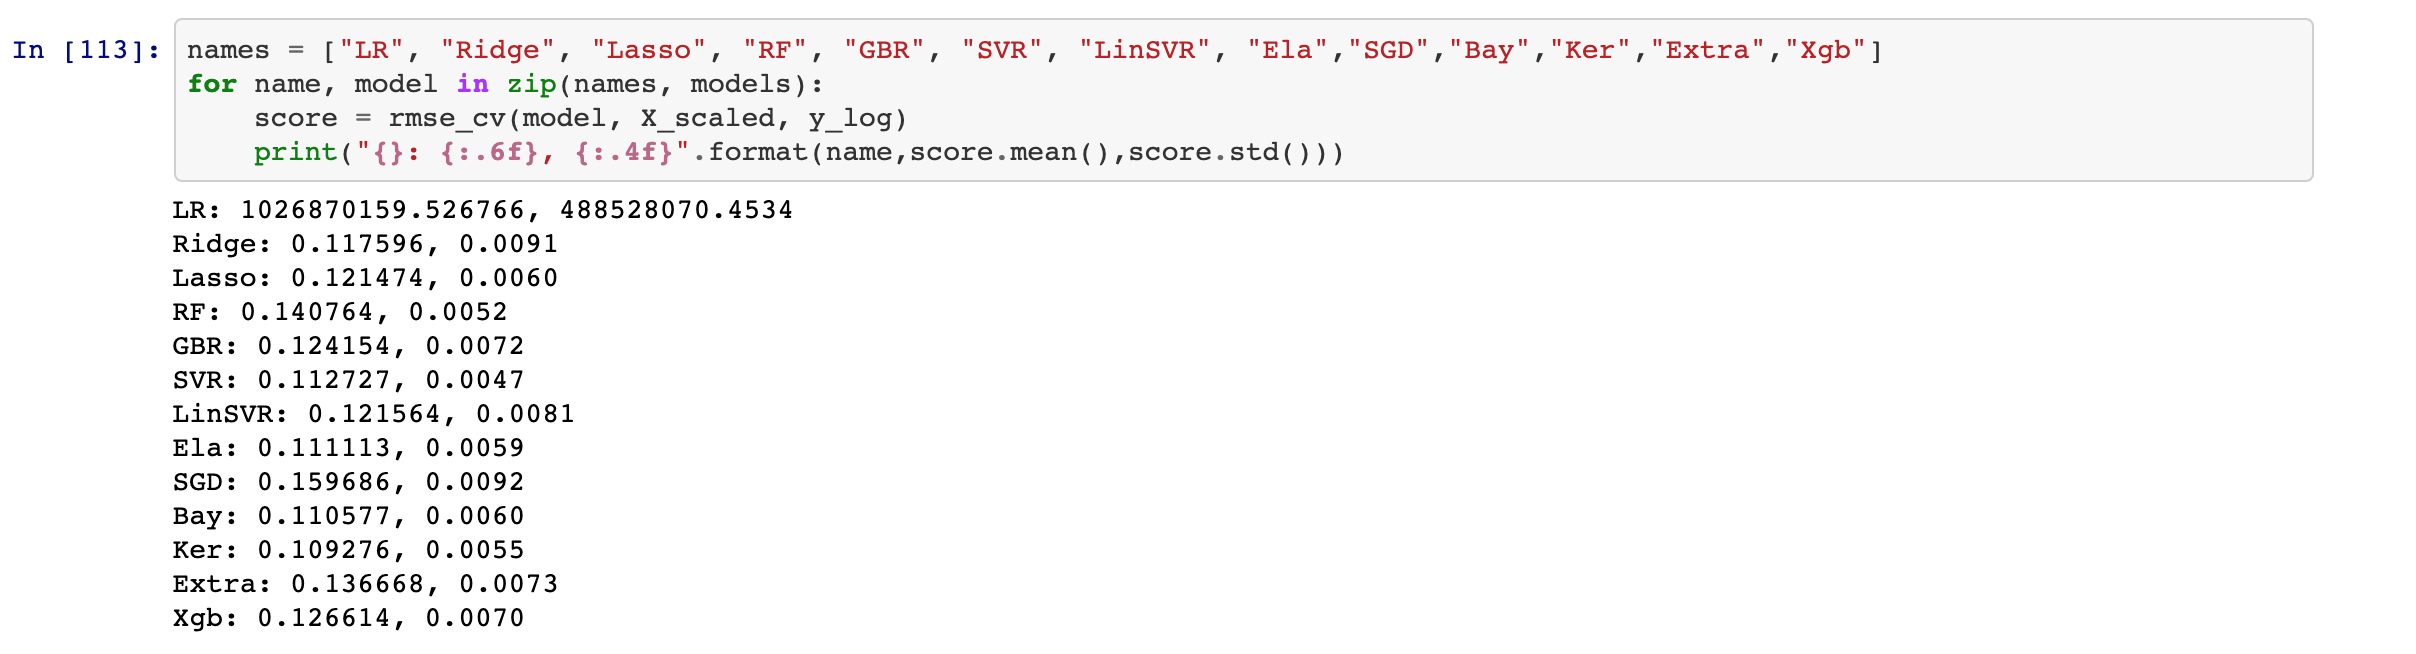 In [113]: names = ["LR", "Ridge", "Lasso", "RF", "GBR", "SVR", "LinSVR", "Ela","SGD","Bay","Ker","Extra","Xgb"]
for name, model in zip(names, models):
    score = rmse_cv(model, X_scaled, y_log)
    print("{}: {:.6f}, {:.4f}".format(name,score.mean(),score.std()))
LR: 1026870159.526766, 488528070.4534
Ridge: 0.117596, 0.0091
Lasso: 0.121474, 0.0060
RF: 0.140764, 0.0052
GBR: 0.124154, 0.0072
SVR: 0.112727, 0.0047
LinSVR: 0.121564, 0.0081
Ela: 0.111113, 0.0059
SGD: 0.159686, 0.0092
Bay: 0.110577, 0.0060
Ker: 0.109276, 0.0055
Extra: 0.136668, 0.0073
Xgb: 0.126614, 0.0070